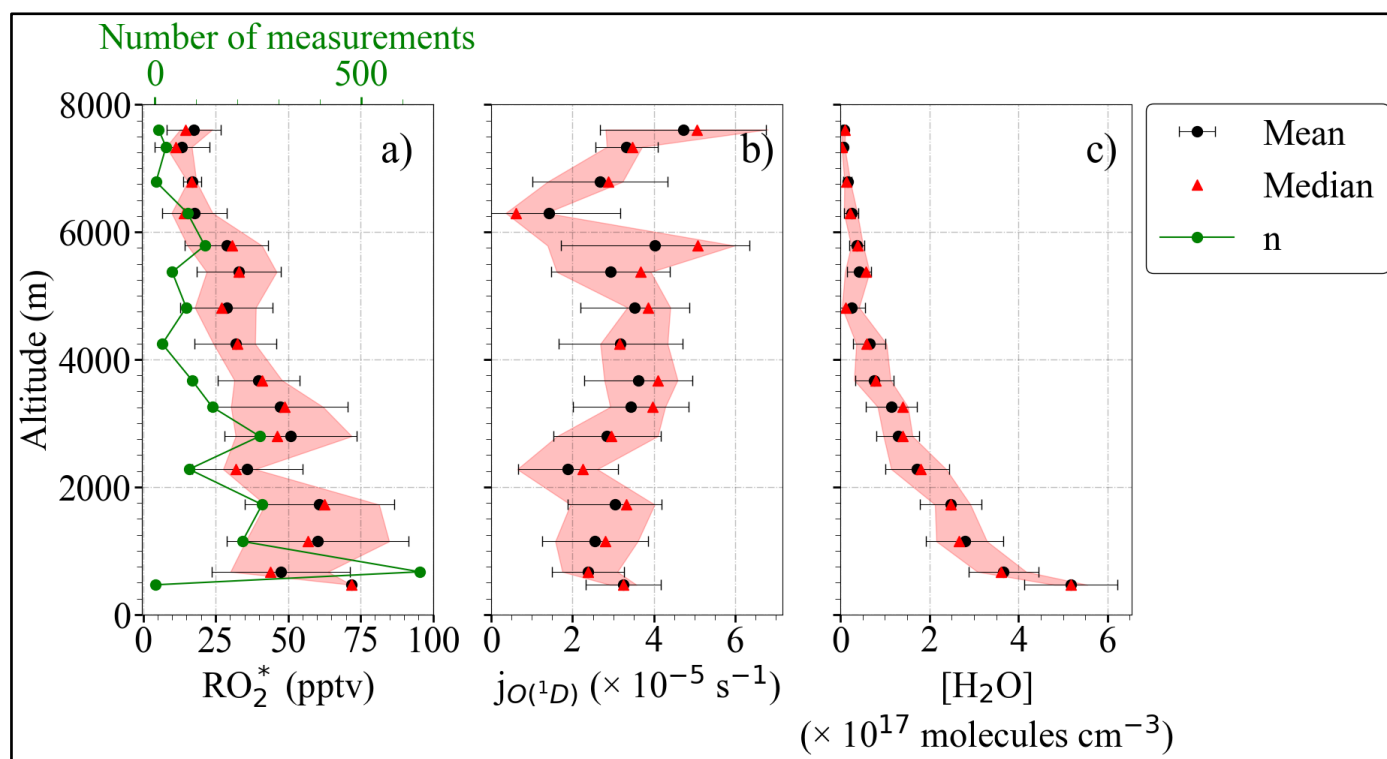 Number of measurements
0 500
8000
6000
4000
2000
0
Altitude (m)
a)
0 25 50 75 100
RO₂* (pptv)
b)
0 2 4 6
j_O(¹D) (× 10⁻⁵ s⁻¹)
c)
0 2 4 6
[H₂O]
(× 10¹⁷ molecules cm⁻³)
Mean
Median
n